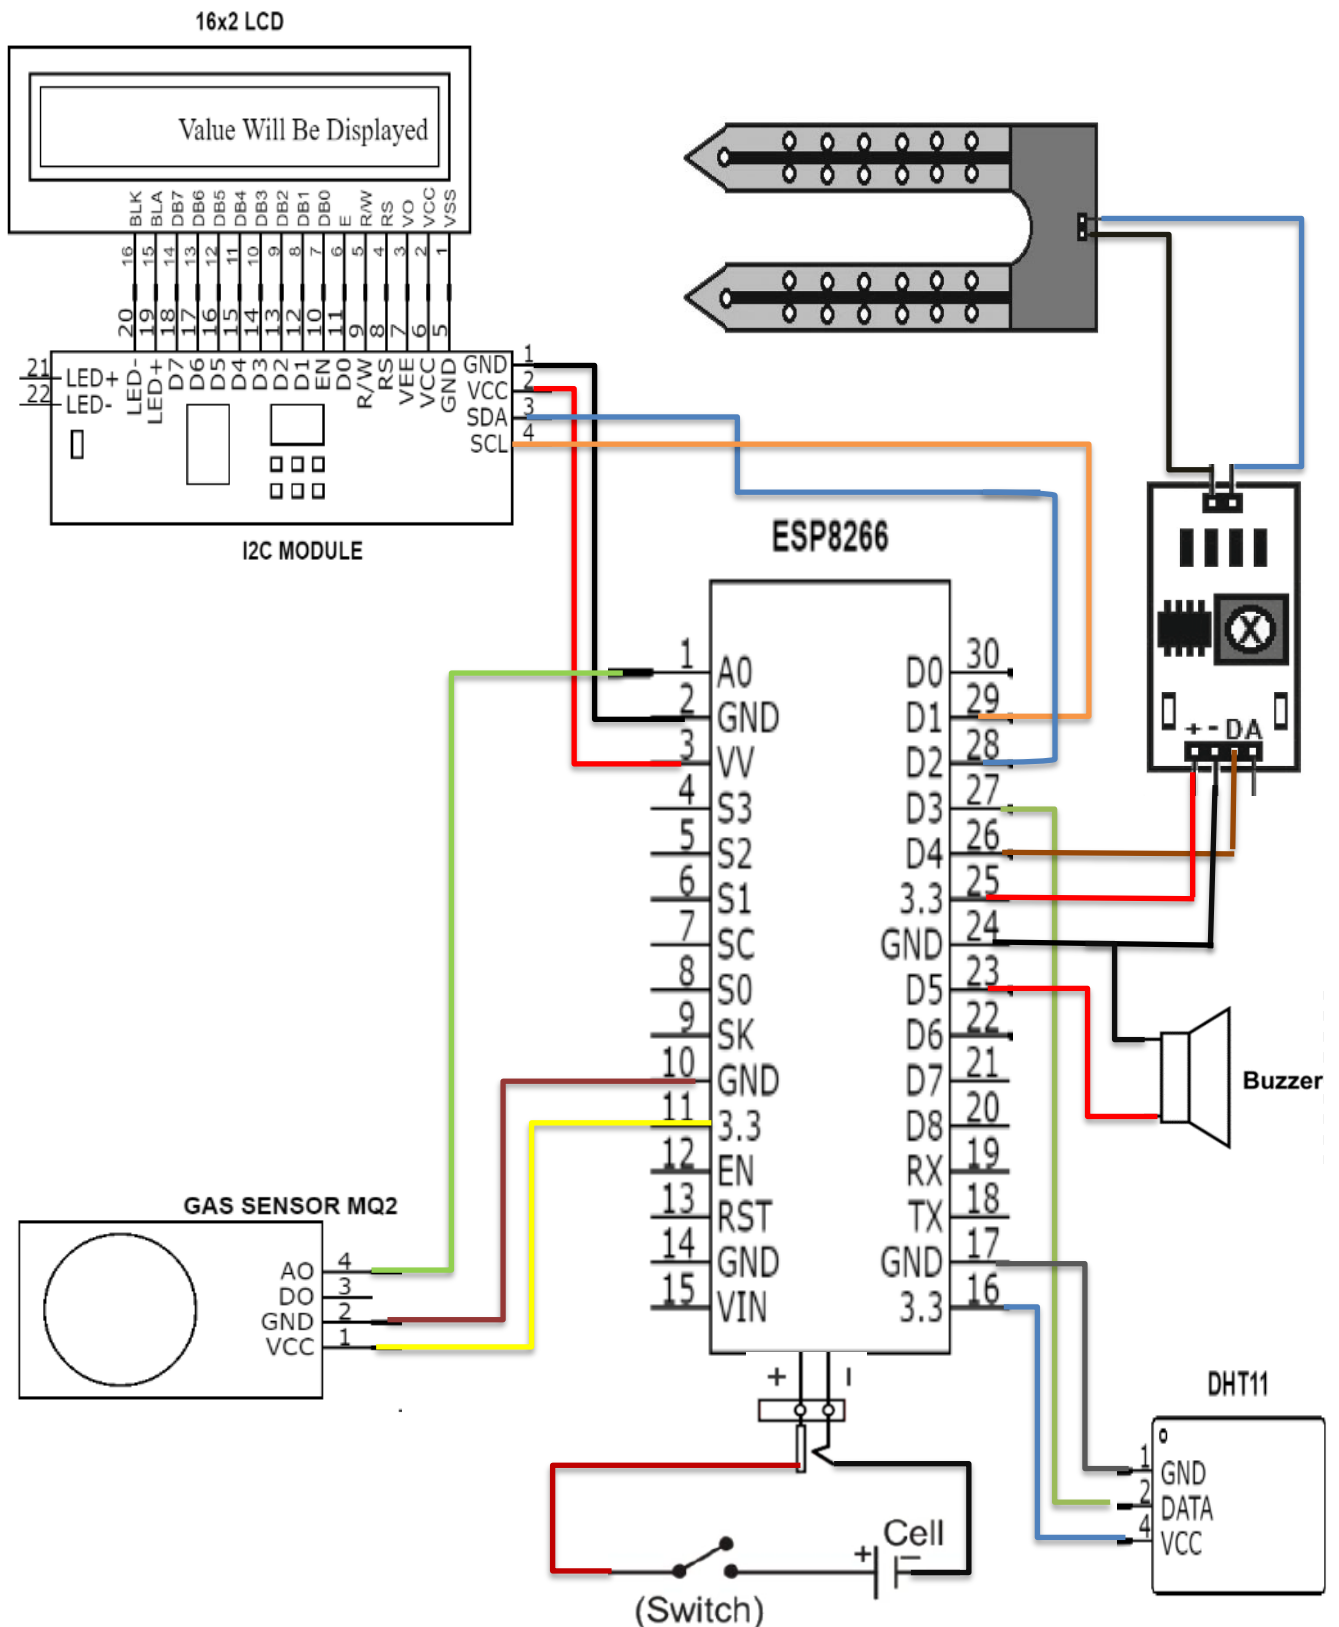 16x2 LCD
Value Will Be Displayed
BLK BLA DB7 DB6 DB5 DB4 DB3 DB2 DB1 DB0 E R/W RS VO VCC VSS
16 15 14 13 12 11 10 9 8 7 6 5 4 3 2 1
20 19 18 17 16 15 14 13 12 10 11 9 8 7 6 5
LED- LED+ D7 D6 D5 D4 D3 D2 D1 EN D0 R/W RS VEE VCC GND
21 LED+
22 LED-
GND 1
VCC 2
SDA 3
SCL 4
I2C MODULE
ESP8266
1 A0 D0 30
2 GND D1 29
3 VV D2 28
4 S3 D3 27
5 S2 D4 26
6 S1 3.3 25
7 SC GND 24
8 S0 D5 23
9 SK D6 22
10 GND D7 21
11 3.3 D8 20
12 EN RX 19
13 RST TX 18
14 GND GND 17
15 VIN 3.3 16
+ -
X
+ - D A
Buzzer
GAS SENSOR MQ2
AO 4
DO 3
GND 2
VCC 1
DHT11
1 GND
2 DATA
4 VCC
Cell
+ -
(Switch)